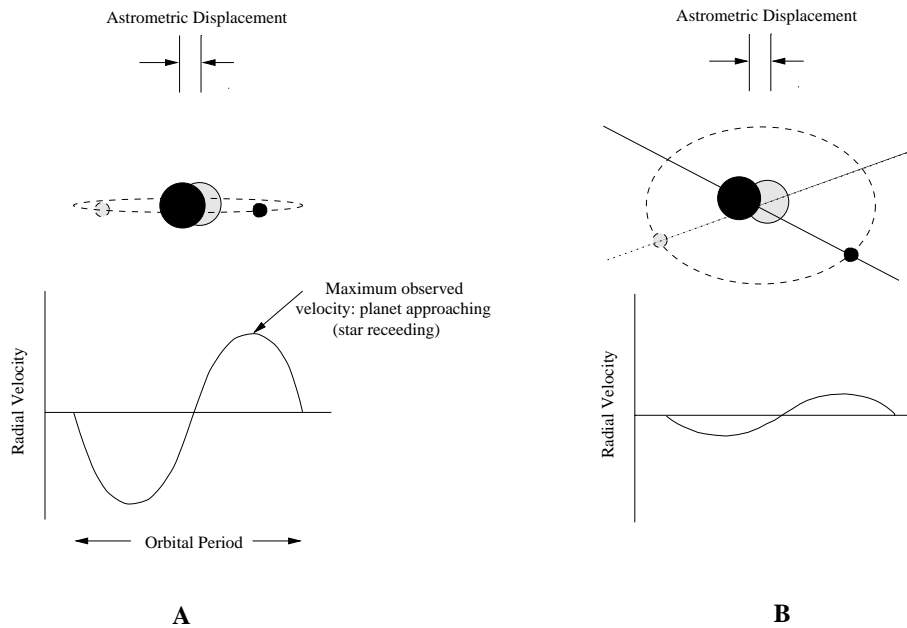 Astrometric Displacement
Maximum observed
velocity: planet approaching
(star receeding)
Radial Velocity
Orbital Period
A
Astrometric Displacement
Radial Velocity
B